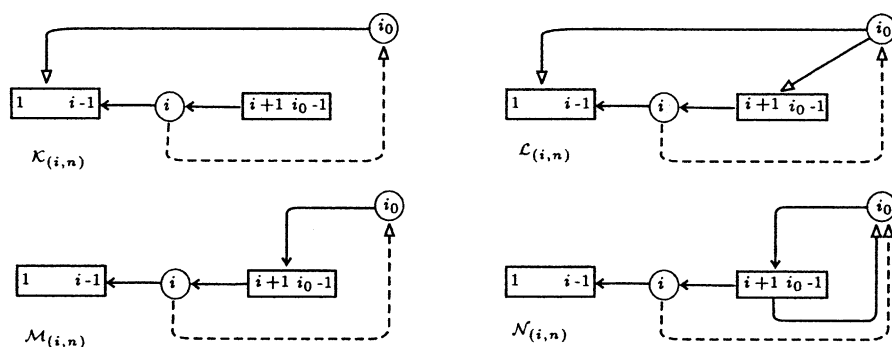 i₀ i₀
1 i-1 i i+1 i₀-1 1 i-1 i i+1 i₀-1
𝒦(i,n) ℒ(i,n)
i₀ i₀
1 i-1 i i+1 i₀-1 1 i-1 i i+1 i₀-1
ℳ(i,n) 𝒩(i,n)